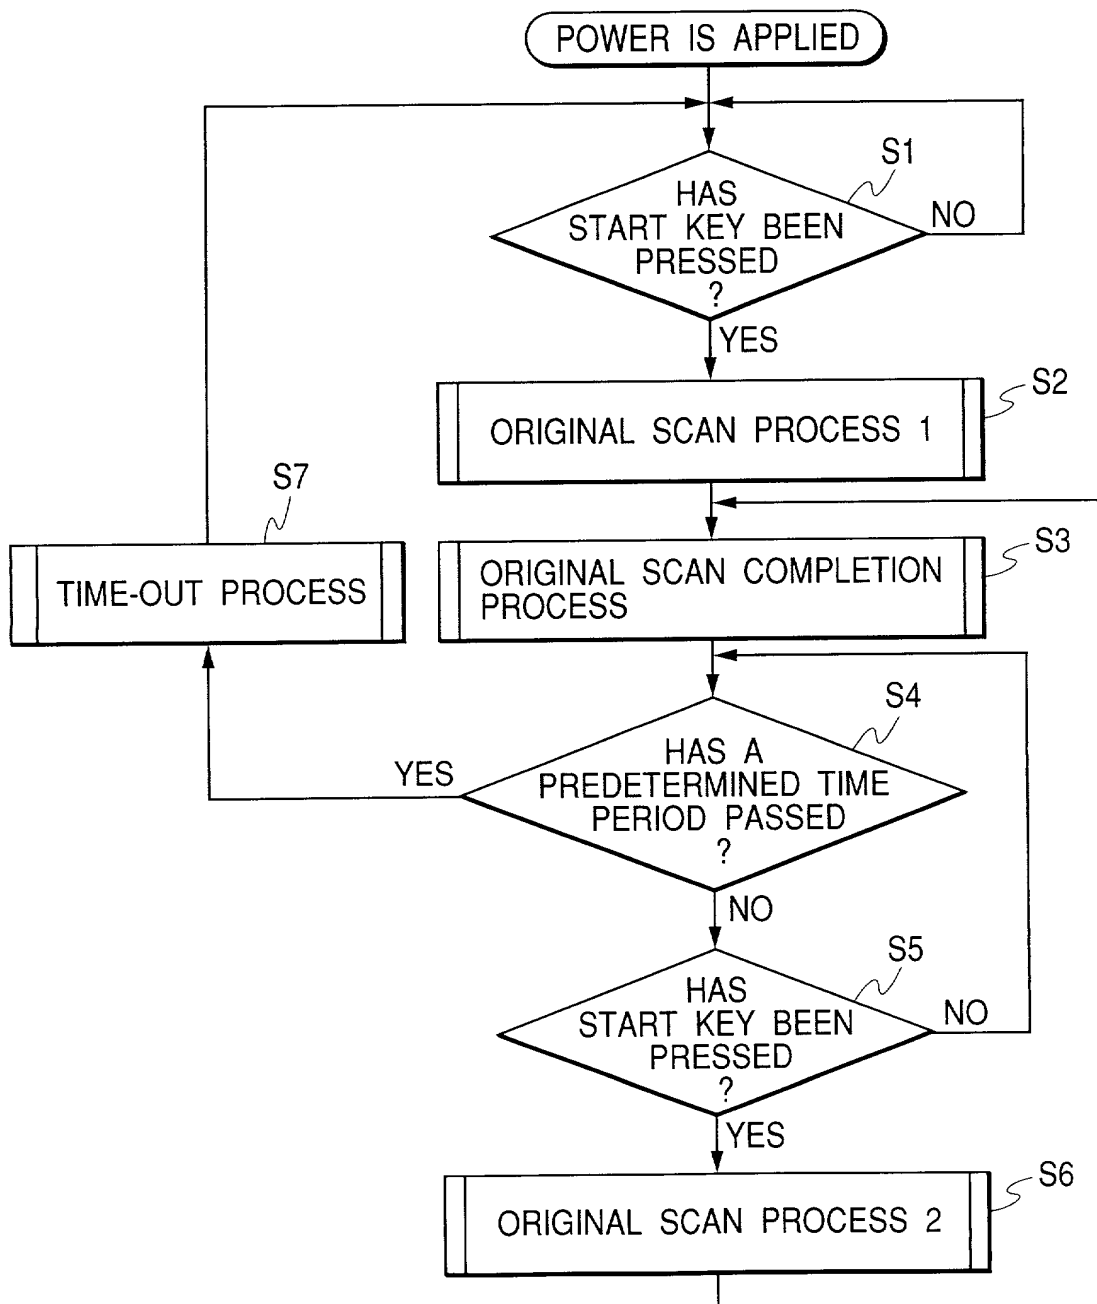 POWER IS APPLIED
S1
HAS
START KEY BEEN
PRESSED
?
NO
YES
S2
ORIGINAL SCAN PROCESS 1
S7
TIME-OUT PROCESS
S3
ORIGINAL SCAN COMPLETION
PROCESS
S4
HAS A
PREDETERMINED TIME
PERIOD PASSED
?
YES
NO
S5
HAS
START KEY BEEN
PRESSED
?
NO
YES
S6
ORIGINAL SCAN PROCESS 2